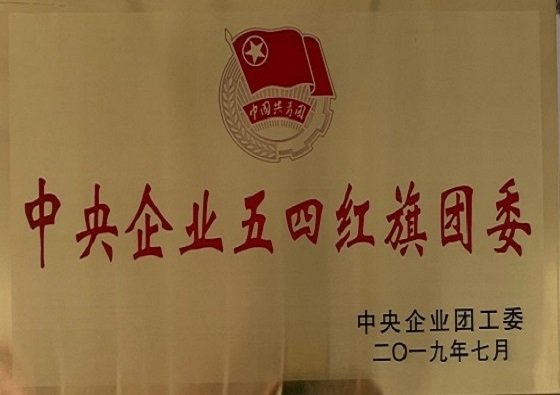 中国共青团
中央企业五四红旗团委
中央企业团工委
二〇一九年七月